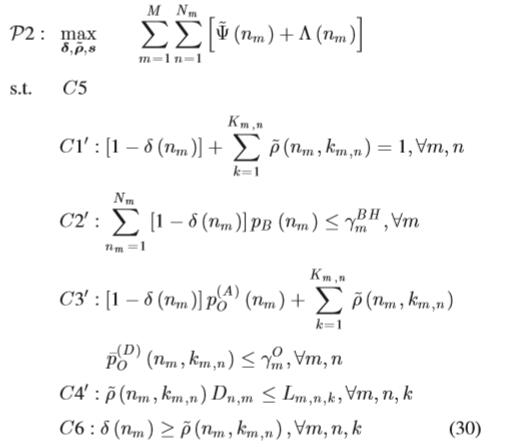 𝒫2 : max_{δ,ρ̃,s} ∑_{m=1}^{M} ∑_{n=1}^{N_m} [Ψ̃ (n_m) + Λ (n_m)]
s.t. C5
C1′ : [1 − δ (n_m)] + ∑_{k=1}^{K_{m,n}} ρ̃ (n_m, k_{m,n}) = 1, ∀m, n
C2′ : ∑_{n_m=1}^{N_m} [1 − δ (n_m)] p_B (n_m) ≤ γ_m^{BH}, ∀m
C3′ : [1 − δ (n_m)] p_O^{(A)} (n_m) + ∑_{k=1}^{K_{m,n}} ρ̃ (n_m, k_{m,n})
p̄_O^{(D)} (n_m, k_{m,n}) ≤ γ_m^O, ∀m, n
C4′ : ρ̃ (n_m, k_{m,n}) D_{n,m} ≤ L_{m,n,k}, ∀m, n, k
C6 : δ (n_m) ≥ ρ̃ (n_m, k_{m,n}) , ∀m, n, k (30)